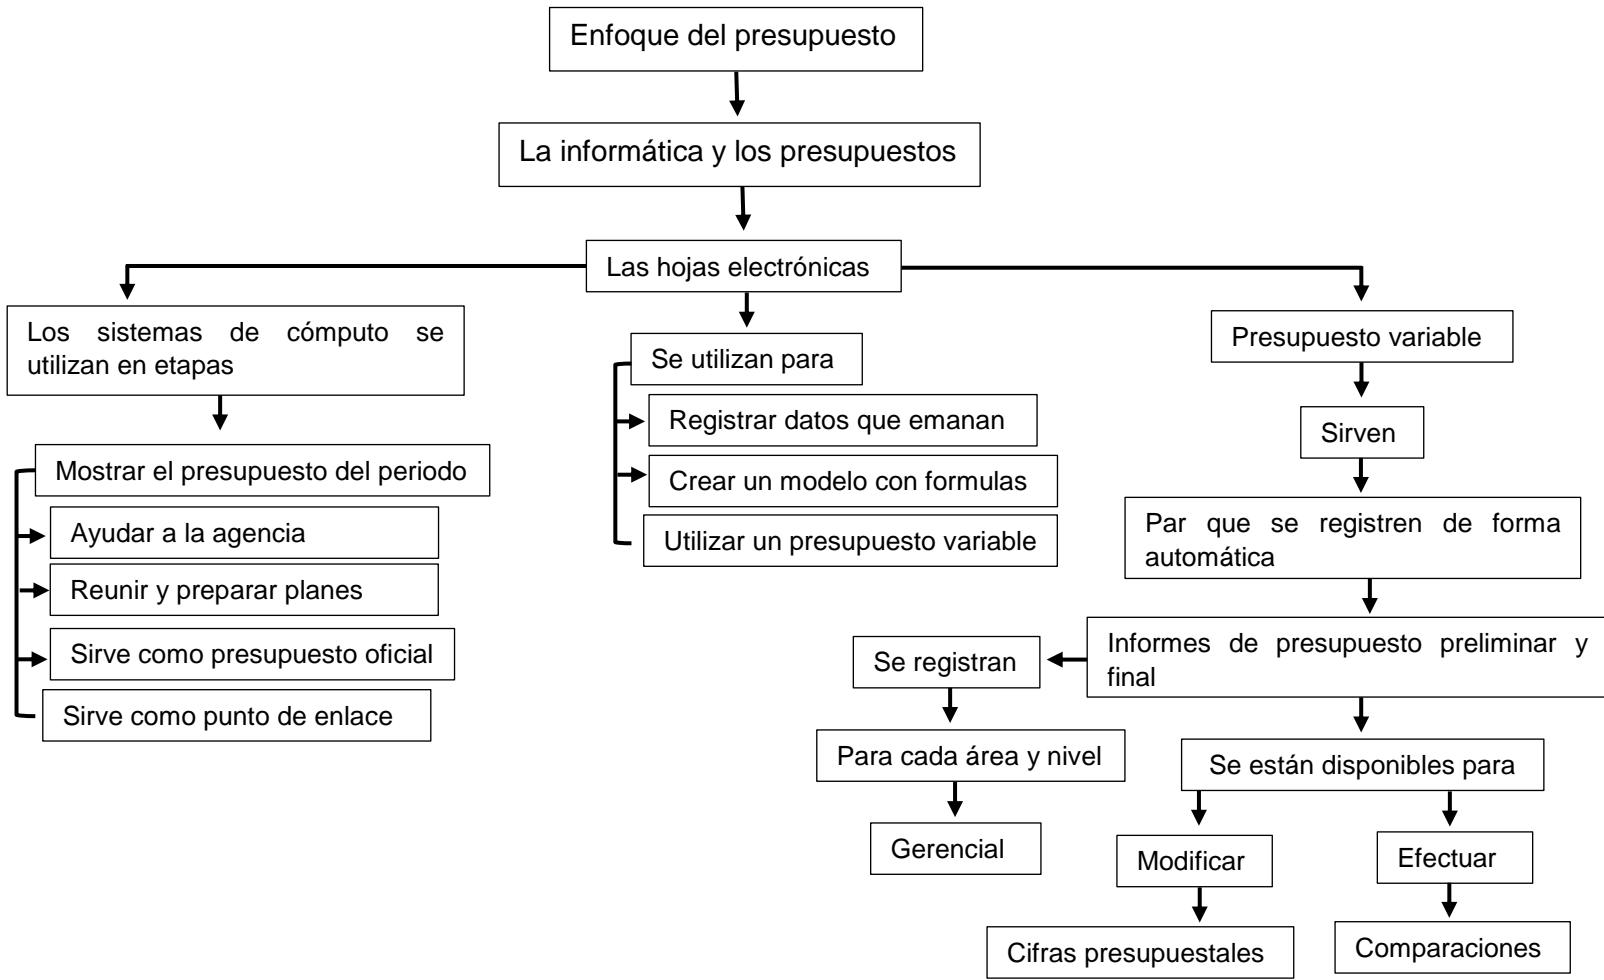 Enfoque del presupuesto
La informática y los presupuestos
Las hojas electrónicas
Los sistemas de cómputo se
utilizan en etapas
Mostrar el presupuesto del periodo
Ayudar a la agencia
Reunir y preparar planes
Sirve como presupuesto oficial
Sirve como punto de enlace
Se utilizan para
Registrar datos que emanan
Crear un modelo con formulas
Utilizar un presupuesto variable
Presupuesto variable
Sirven
Par que se registren de forma
automática
Informes de presupuesto preliminar y
final
Se registran
Para cada área y nivel
Gerencial
Se están disponibles para
Modificar
Cifras presupuestales
Efectuar
Comparaciones